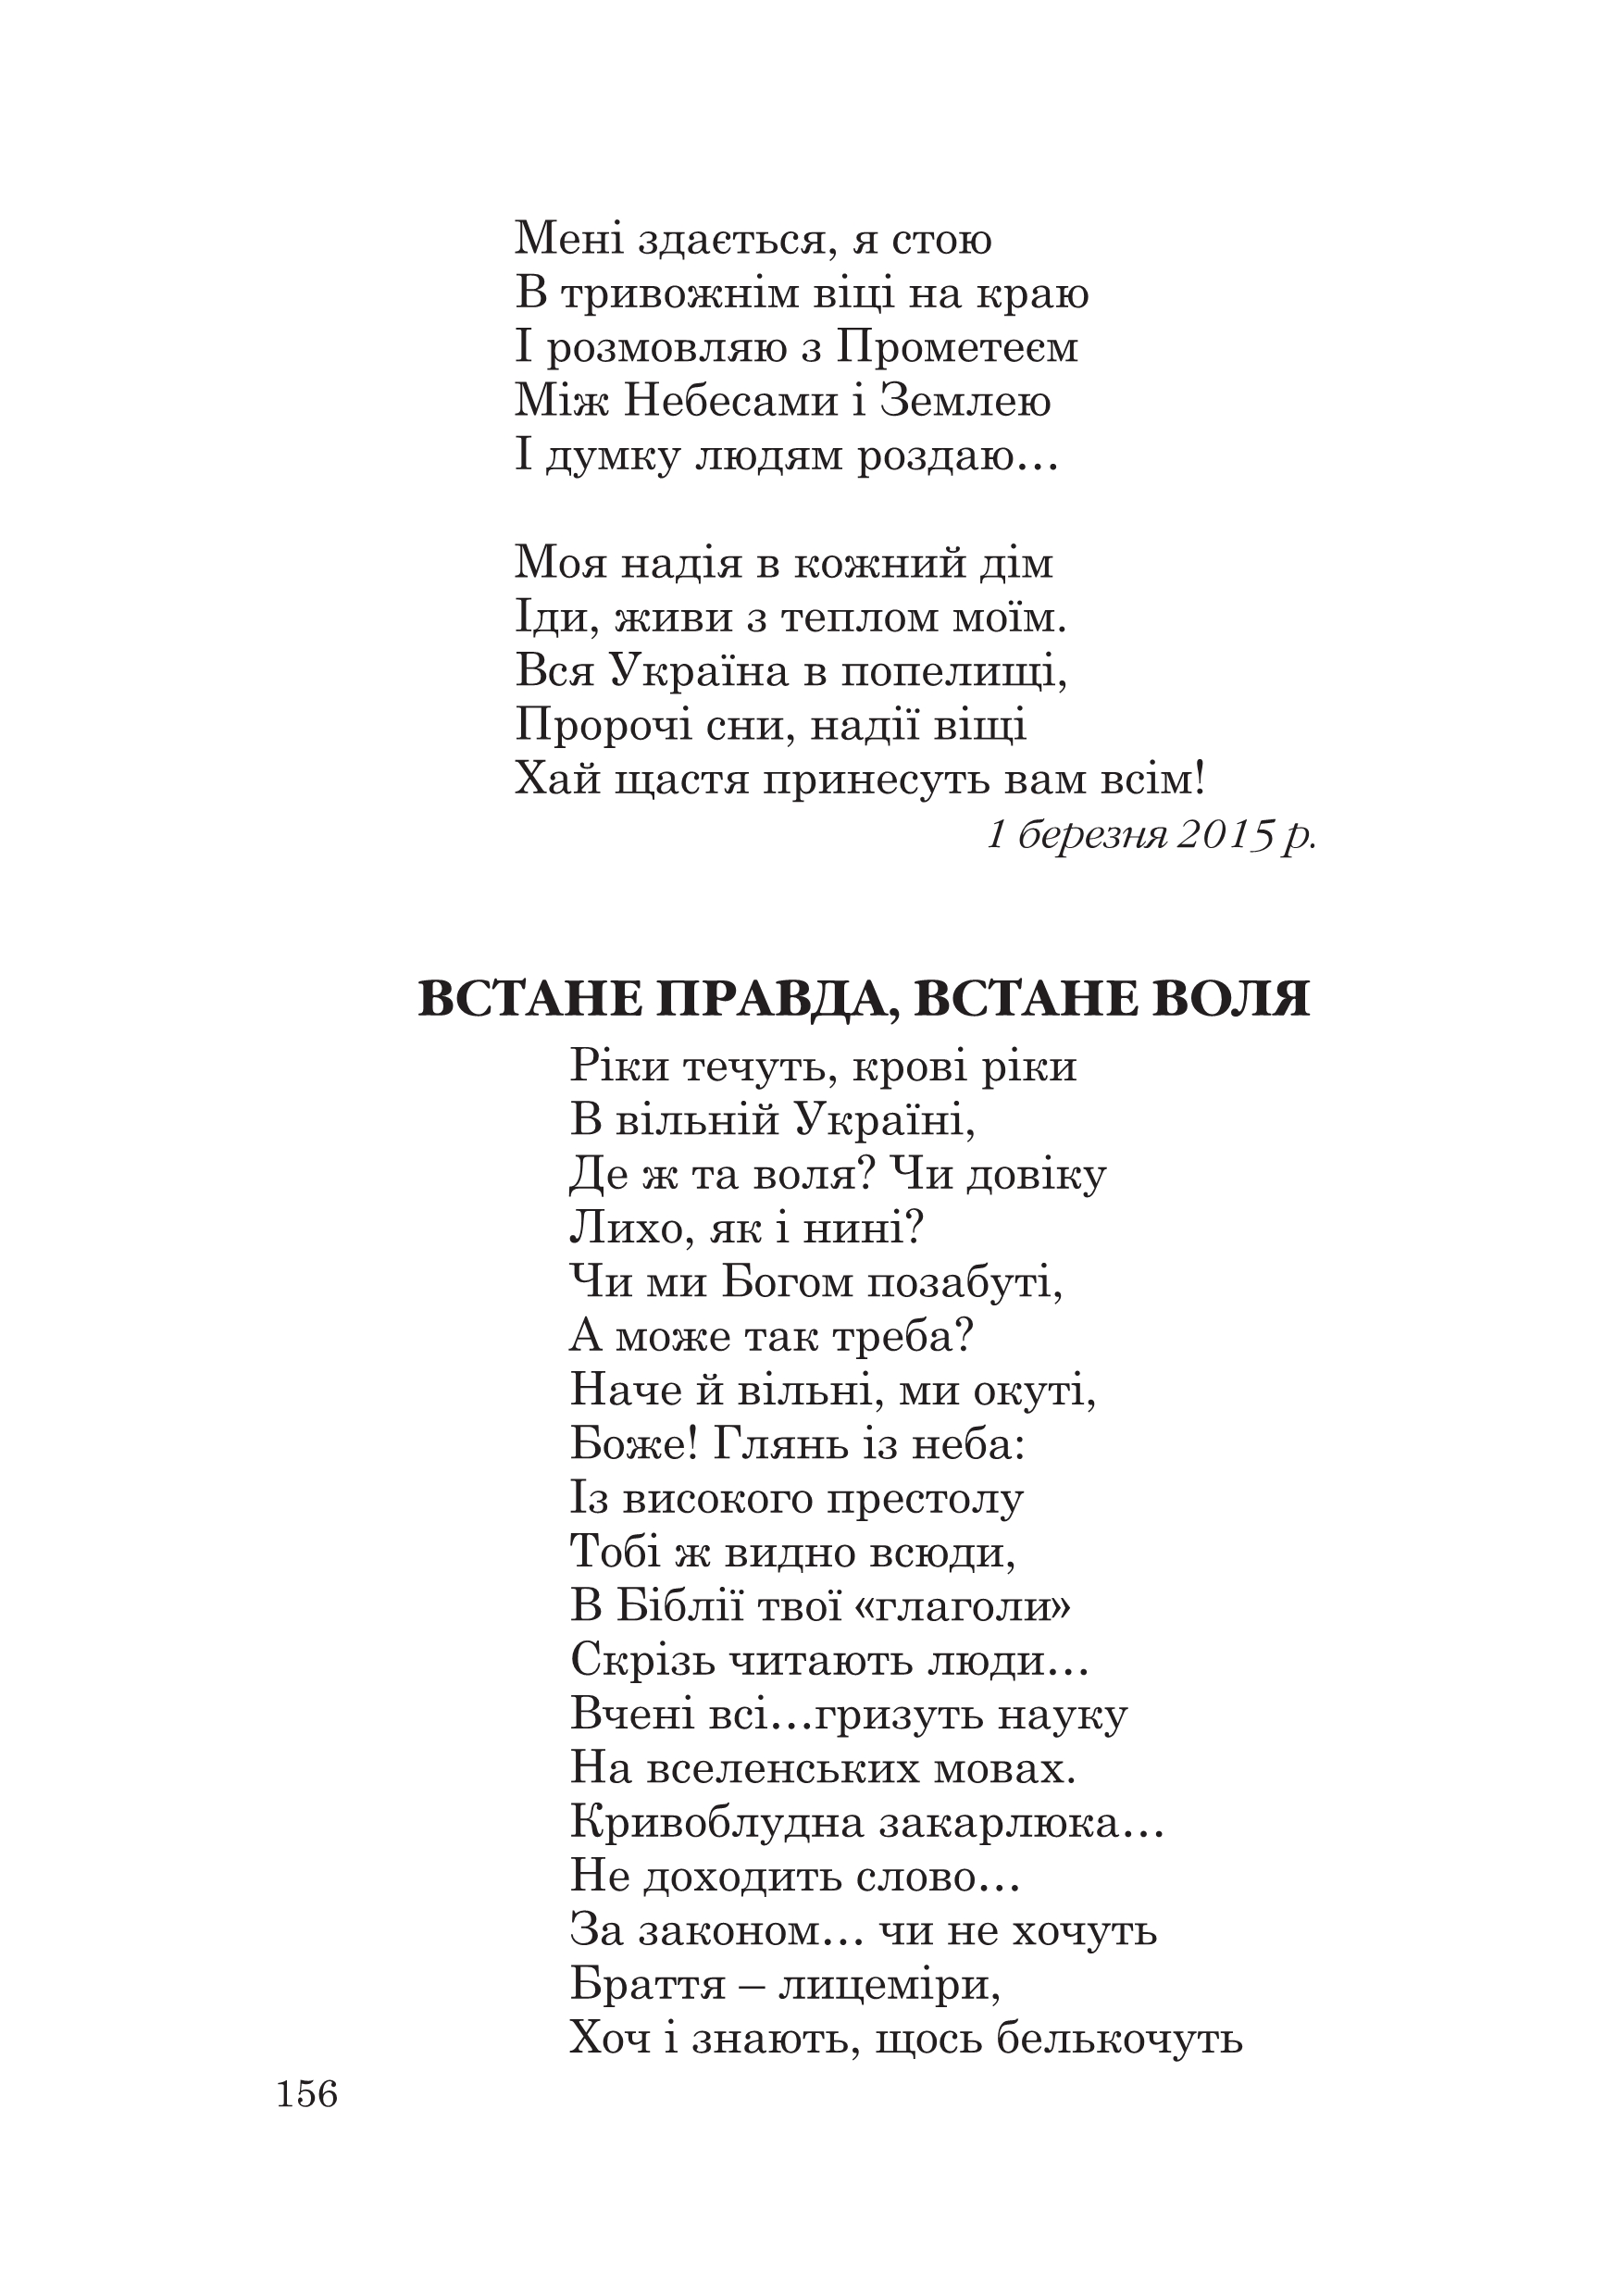 Мені здається, я стою
В тривожнім віці на краю
І розмовляю з Прометеєм
Між Небесами і Землею
І думку людям роздаю…

Моя надія в кожний дім
Іди, живи з теплом моїм.
Вся Україна в попелищі,
Пророчі сни, надії віщі
Хай щастя принесуть вам всім!
1 березня 2015 р.

ВСТАНЕ ПРАВДА, ВСТАНЕ ВОЛЯ
Ріки течуть, крові ріки
В вільній Україні,
Де ж та воля? Чи довіку
Лихо, як і нині?
Чи ми Богом позабуті,
А може так треба?
Наче й вільні, ми окуті,
Боже! Глянь із неба:
Із високого престолу
Тобі ж видно всюди,
В Біблії твої «глаголи»
Скрізь читають люди…
Вчені всі…гризуть науку
На вселенських мовах.
Кривоблудна закарлюка…
Не доходить слово…
За законом… чи не хочуть
Браття – лицеміри,
Хоч і знають, щось белькочуть
156